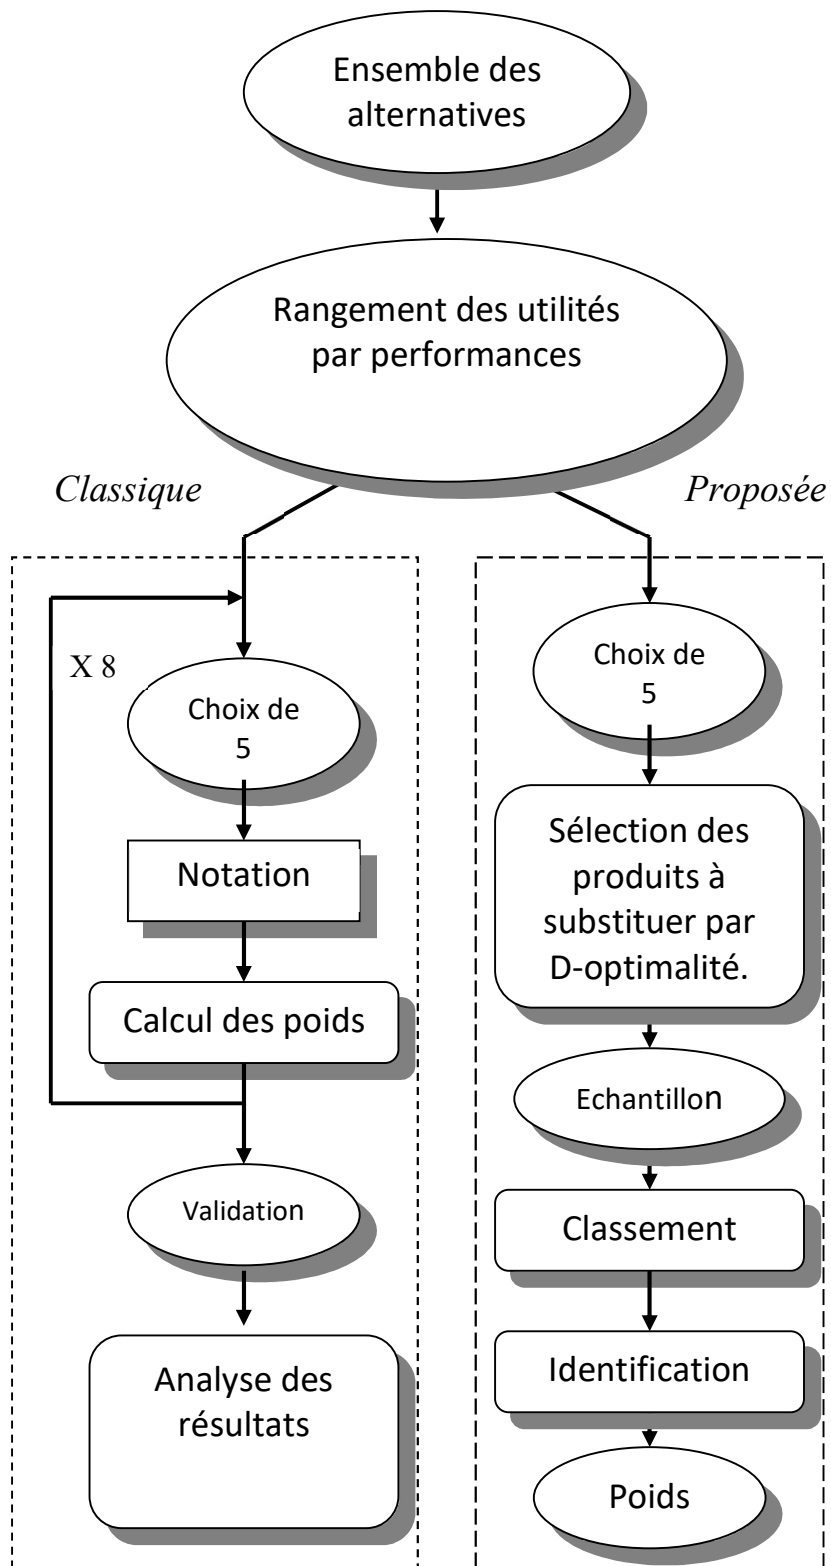 Ensemble des
alternatives
Rangement des utilités
par performances
Classique
Proposée
X 8
Choix de
5
Notation
Calcul des poids
Validation
Analyse des
résultats
Choix de
5
Sélection des
produits à
substituer par
D-optimalité.
Echantillon
Classement
Identification
Poids